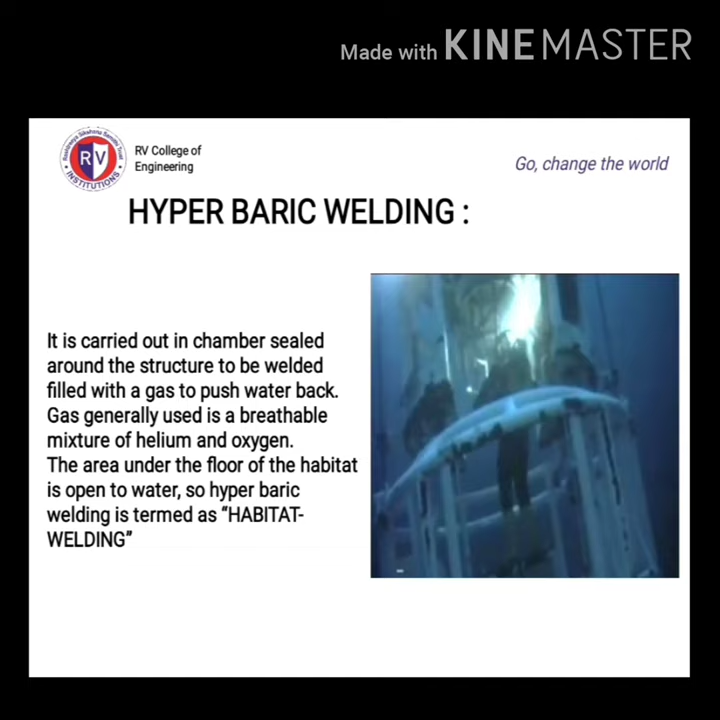 Made with KINEMASTER
RV College of
Engineering
Go, change the world
RV
INSTITUTIONS
HYPER BARIC WELDING :
It is carried out in chamber sealed
around the structure to be welded
filled with a gas to push water back.
Gas generally used is a breathable
mixture of helium and oxygen.
The area under the floor of the habitat
is open to water, so hyper baric
welding is termed as “HABITAT-
WELDING”